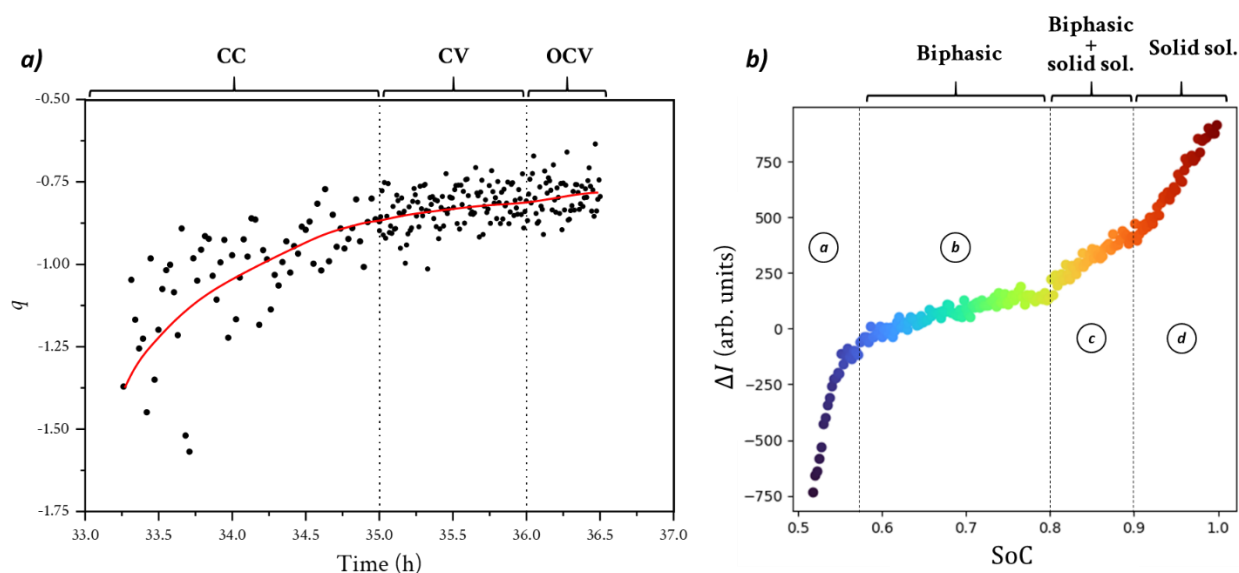 a)
CC
CV
OCV
-0.50
-0.75
-1.00
-1.25
-1.50
-1.75
q
33.0
33.5
34.0
34.5
35.0
35.5
36.0
36.5
37.0
Time (h)
b)
Biphasic
Biphasic
+
solid sol.
Solid sol.
750
500
250
0
−250
−500
−750
ΔI (arb. units)
a
b
c
d
0.5
0.6
0.7
0.8
0.9
1.0
SoC